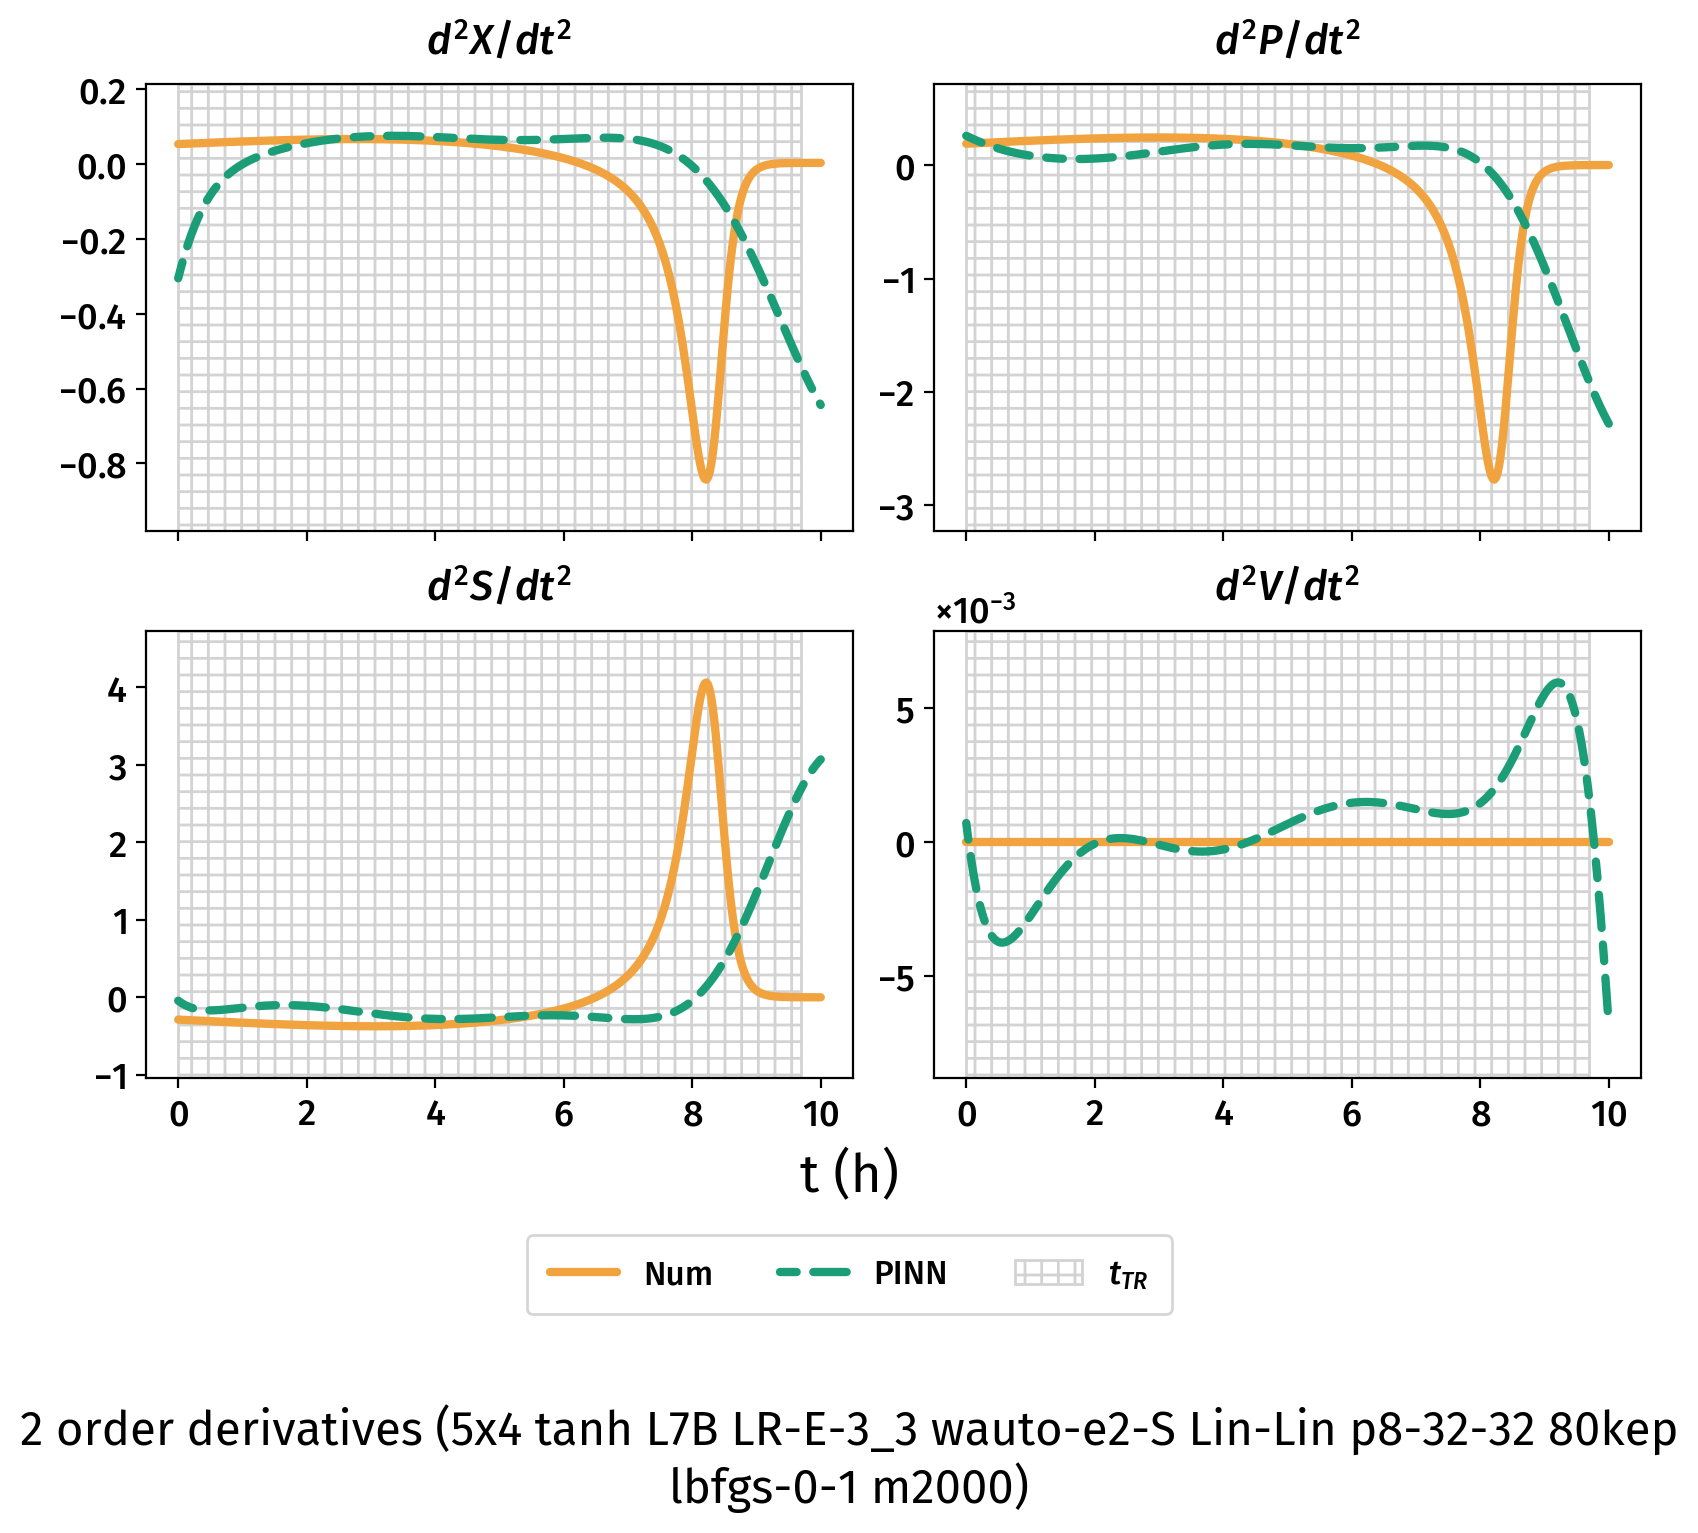 d²X/dt²
d²P/dt²
0.2
0.0
−0.2
−0.4
−0.6
−0.8
0
−1
−2
−3
d²S/dt²
d²V/dt²
×10⁻³
4
3
2
1
0
−1
5
0
−5
0 2 4 6 8 10
0 2 4 6 8 10
t (h)
Num PINN t_TR
2 order derivatives (5x4 tanh L7B LR-E-3_3 wauto-e2-S Lin-Lin p8-32-32 80kep
lbfgs-0-1 m2000)